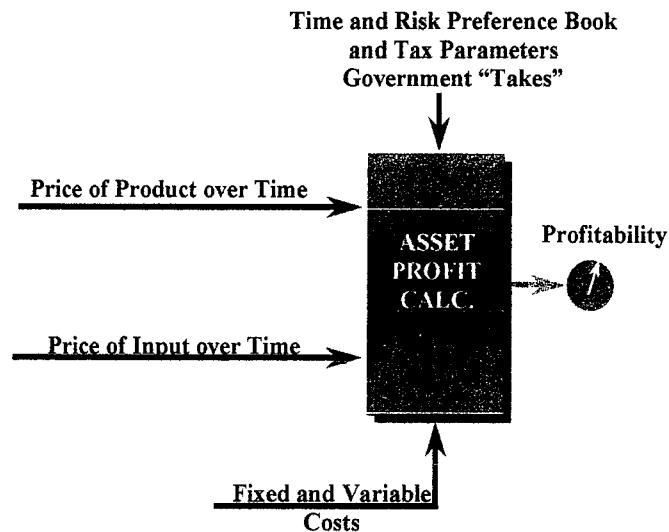 Time and Risk Preference Book
and Tax Parameters
Government “Takes”
Price of Product over Time
ASSET
PROFIT
CALC.
Profitability
Price of Input over Time
Fixed and Variable
Costs